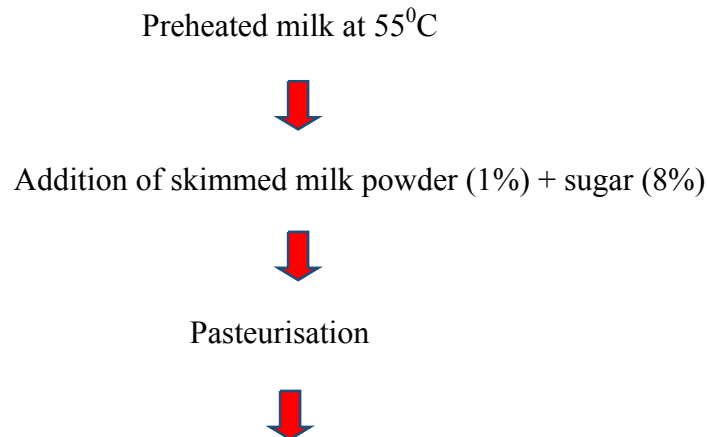 Preheated milk at 55⁰C
Addition of skimmed milk powder (1%) + sugar (8%)
Pasteurisation